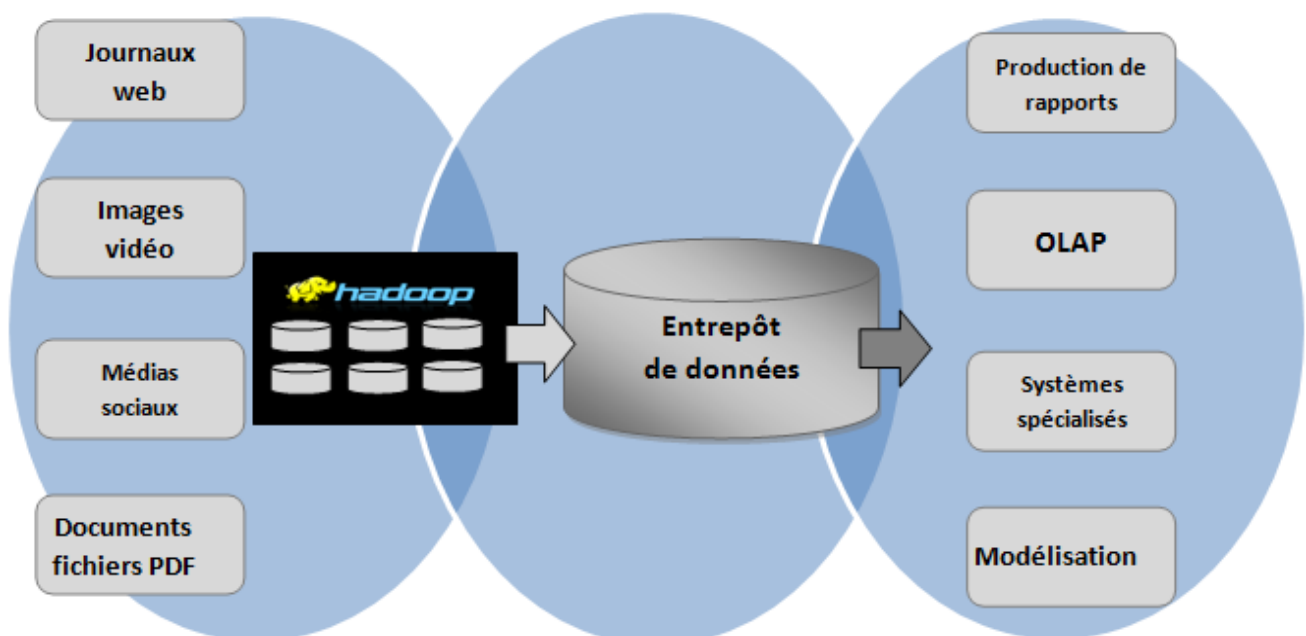 Journaux
web
Images
vidéo
Médias
sociaux
Documents
fichiers PDF
hadoop
Entrepôt
de données
Production de
rapports
OLAP
Systèmes
spécialisés
Modélisation